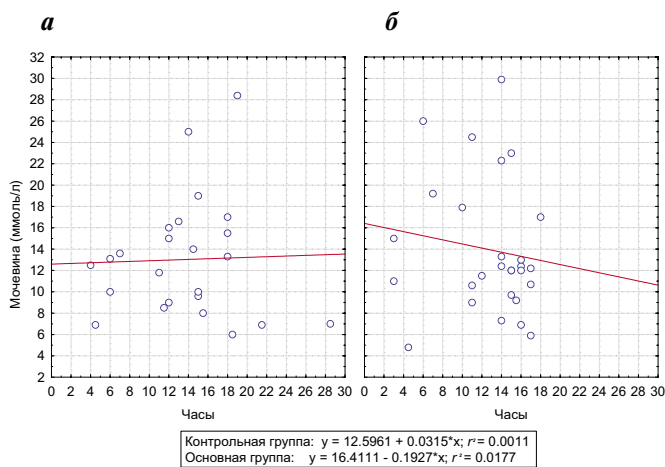 а б
32
30
28
26
24
22
20
18
16
14
12
10
8
6
4
2
Мочевина (ммоль/л)
0 2 4 6 8 10 12 14 16 18 20 22 24 26 28 30 0 2 4 6 8 10 12 14 16 18 20 22 24 26 28 30
Часы Часы
Контрольная группа: y = 12.5961 + 0.0315*x; r² = 0.0011
Основная группа: y = 16.4111 - 0.1927*x; r² = 0.0177